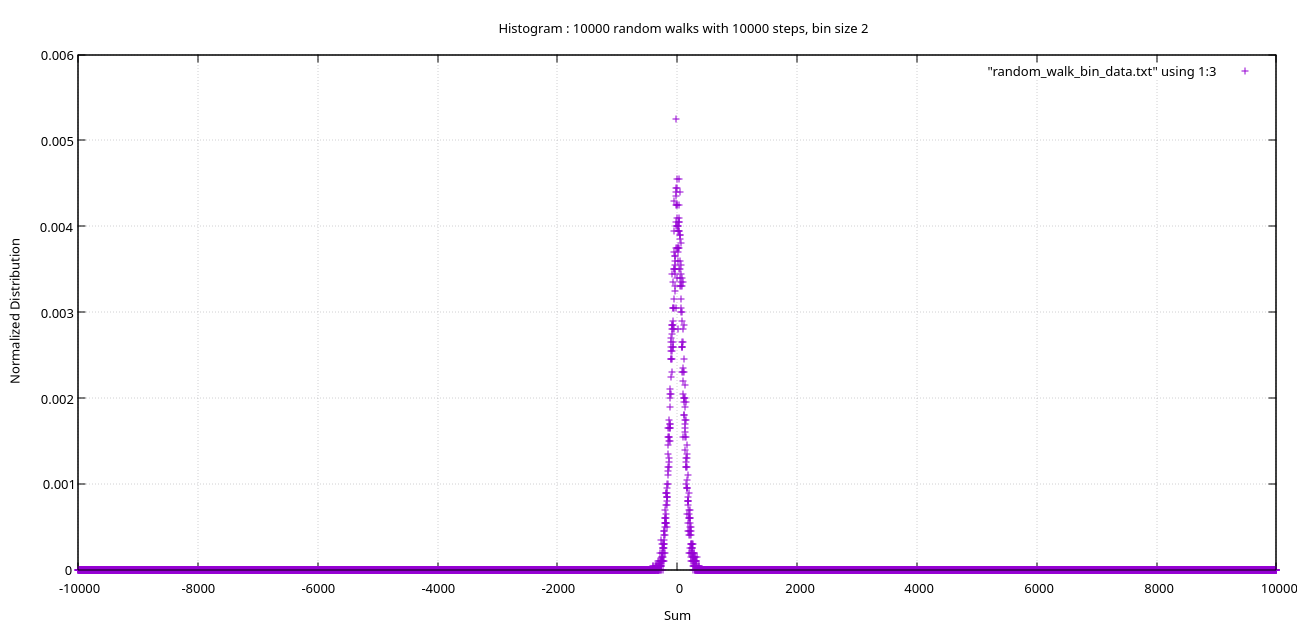 Histogram : 10000 random walks with 10000 steps, bin size 2
"random_walk_bin_data.txt" using 1:3
0.006
0.005
0.004
0.003
0.002
0.001
0
Normalized Distribution
-10000 -8000 -6000 -4000 -2000 0 2000 4000 6000 8000 10000
Sum